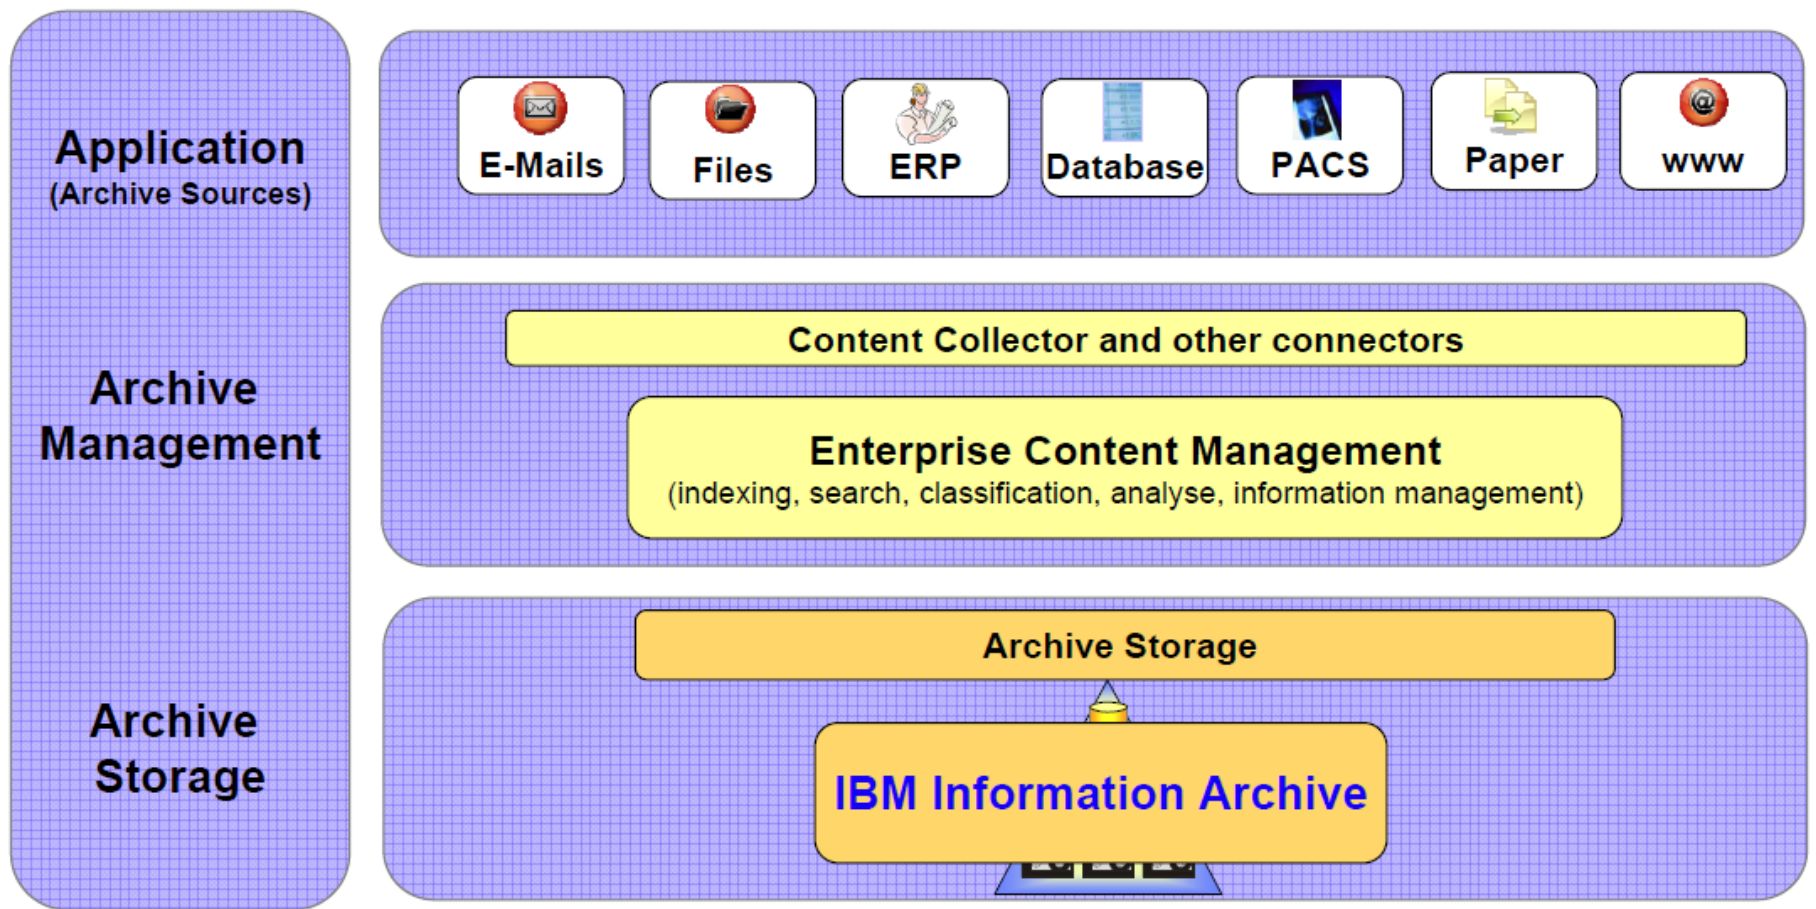 Application
(Archive Sources)
E-Mails
Files
ERP
Database
PACS
Paper
www
Archive
Management
Content Collector and other connectors
Enterprise Content Management
(indexing, search, classification, analyse, information management)
Archive
Storage
Archive Storage
IBM Information Archive